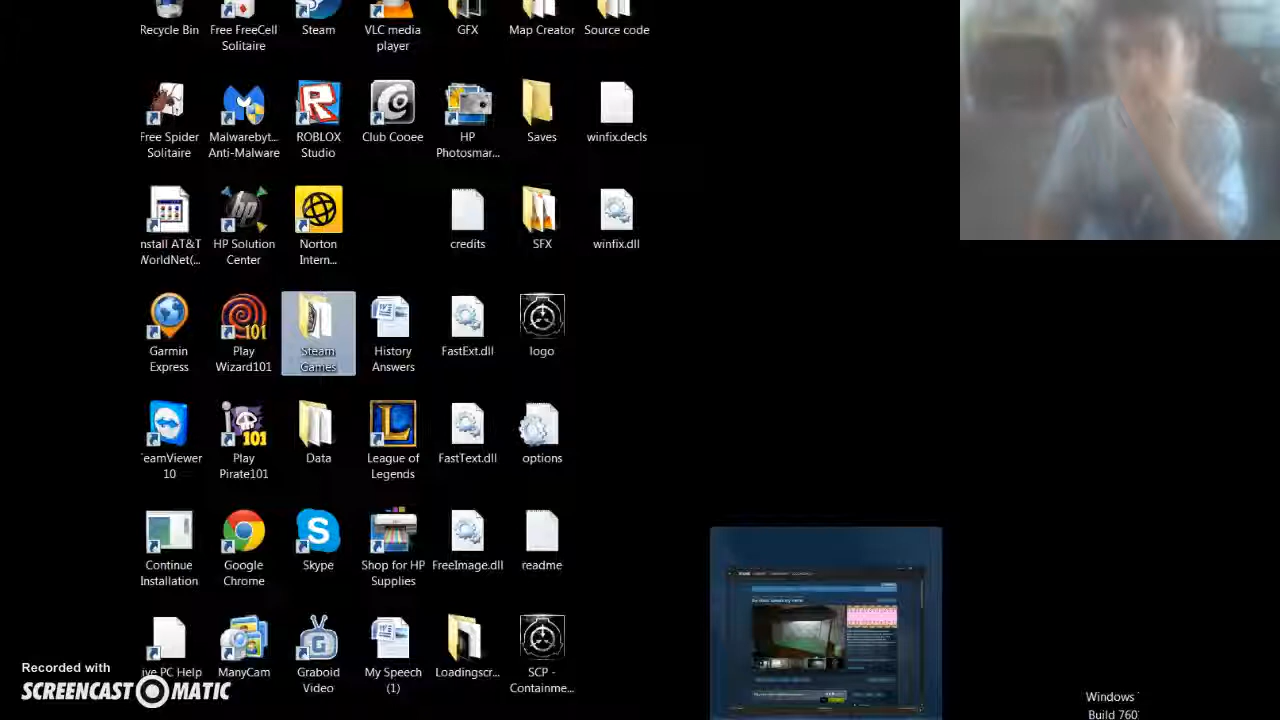 Recycle Bin
Free FreeCell
Solitaire
Steam
VLC media
player
GFX
Map Creator
Source code
Free Spider
Solitaire
Malwarebyt...
Anti-Malware
ROBLOX
Studio
Club Cooee
HP
Photosmar...
Saves
winfix.decls
nstall AT&T
WorldNet(...
HP Solution
Center
Norton
Intern...
credits
SFX
winfix.dll
Garmin
Express
Play
Wizard101
Steam
Games
History
Answers
FastExt.dll
logo
eamViewer
10
Play
Pirate101
Data
League of
Legends
FastText.dll
options
Continue
Installation
Google
Chrome
Skype
Shop for HP
Supplies
FreeImage.dll
readme
ive PC Help
ManyCam
Graboid
Video
My Speech
(1)
Loadingscr...
SCP -
Containme...
Recorded with
SCREENCAST MATIC
Windows
Build 760